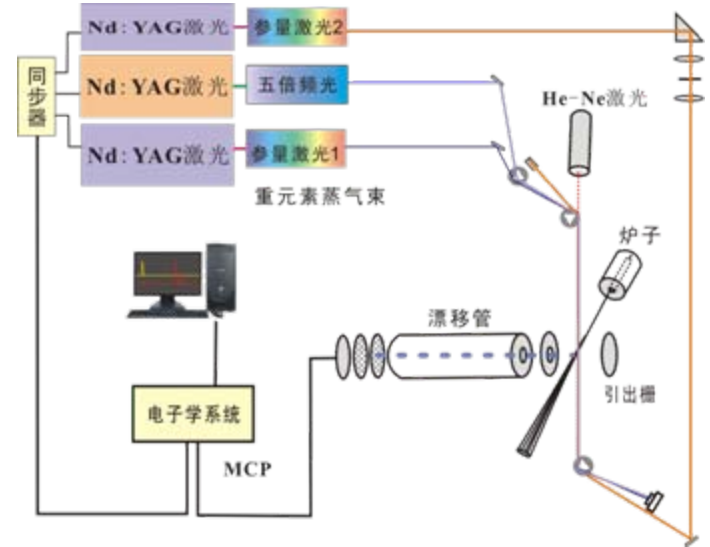 Nd: YAG激光
参量激光2
同步器
Nd: YAG激光
五倍频光
He-Ne激光
Nd: YAG激光
参量激光1
重元素蒸气束
炉子
漂移管
引出栅
电子学系统
MCP